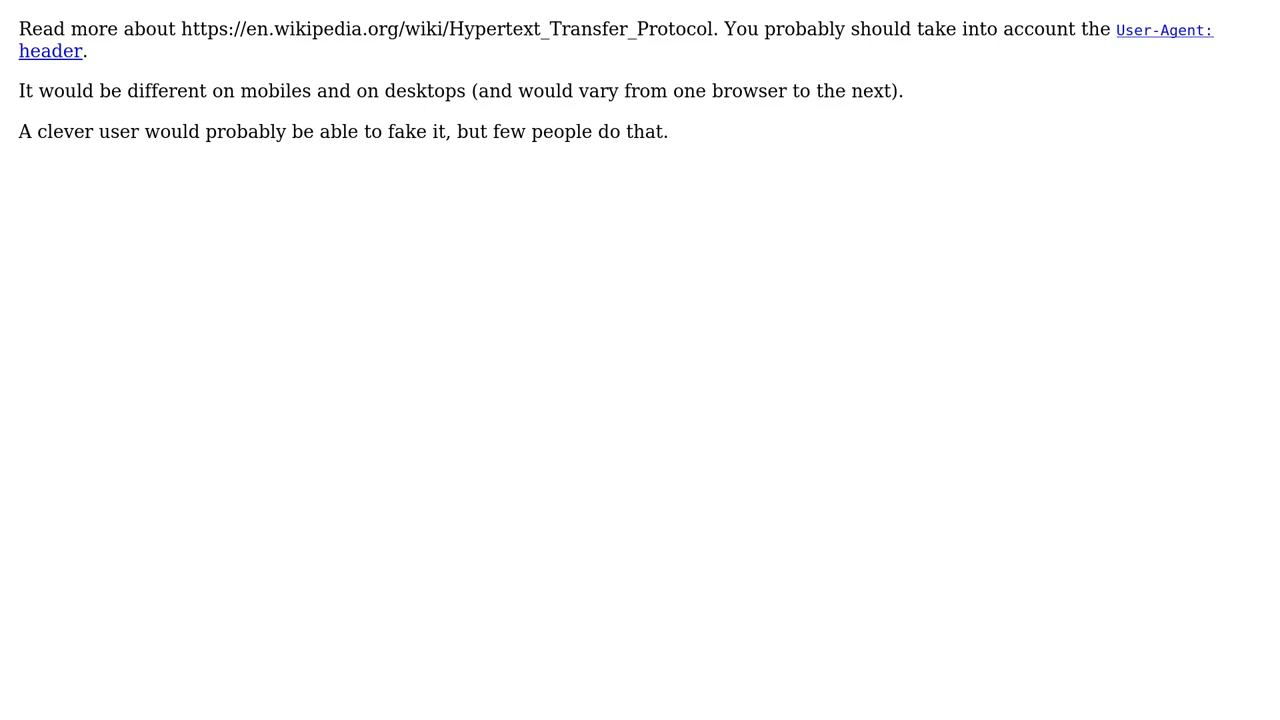 Read more about https://en.wikipedia.org/wiki/Hypertext_Transfer_Protocol. You probably should take into account the User-Agent:
header.
It would be different on mobiles and on desktops (and would vary from one browser to the next).
A clever user would probably be able to fake it, but few people do that.